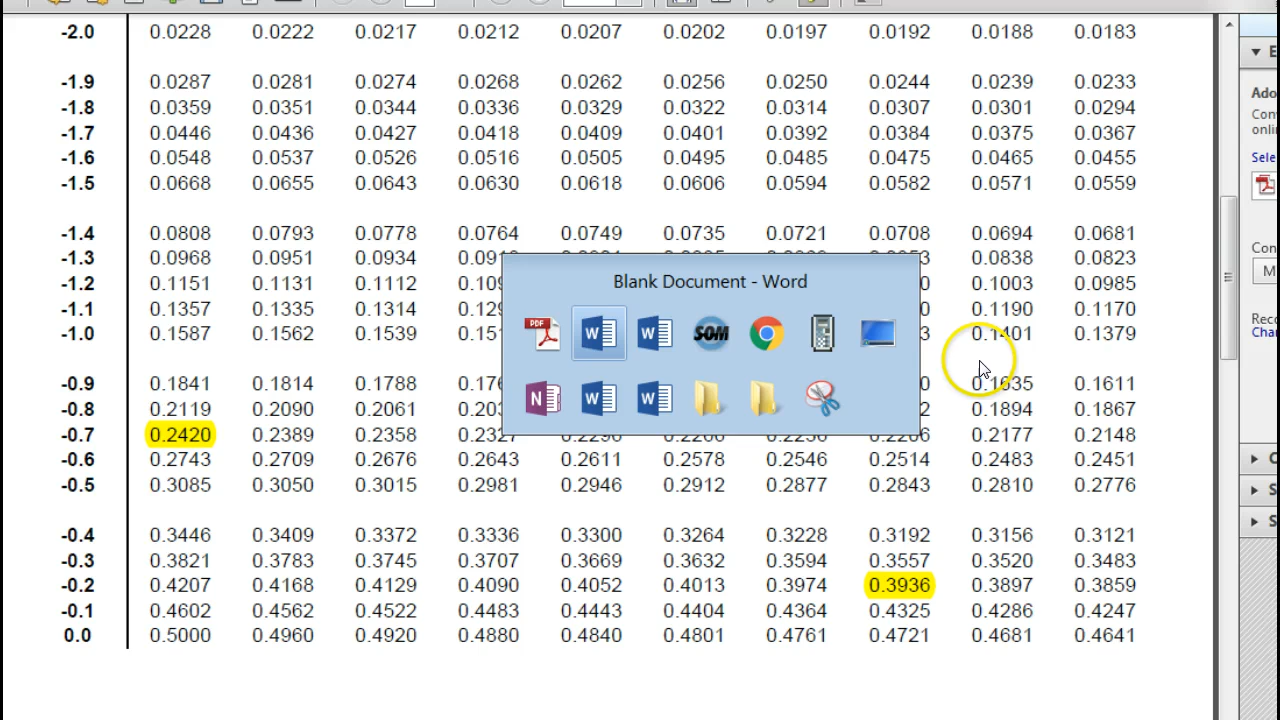 -2.0 0.0228 0.0222 0.0217 0.0212 0.0207 0.0202 0.0197 0.0192 0.0188 0.0183
-1.9 0.0287 0.0281 0.0274 0.0268 0.0262 0.0256 0.0250 0.0244 0.0239 0.0233
-1.8 0.0359 0.0351 0.0344 0.0336 0.0329 0.0322 0.0314 0.0307 0.0301 0.0294
-1.7 0.0446 0.0436 0.0427 0.0418 0.0409 0.0401 0.0392 0.0384 0.0375 0.0367
-1.6 0.0548 0.0537 0.0526 0.0516 0.0505 0.0495 0.0485 0.0475 0.0465 0.0455
-1.5 0.0668 0.0655 0.0643 0.0630 0.0618 0.0606 0.0594 0.0582 0.0571 0.0559
-1.4 0.0808 0.0793 0.0778 0.0764 0.0749 0.0735 0.0721 0.0708 0.0694 0.0681
-1.3 0.0968 0.0951 0.0934 0.0838 0.0823
-1.2 0.1151 0.1131 0.1112 0.1003 0.0985
-1.1 0.1357 0.1335 0.1314 0.1190 0.1170
-1.0 0.1587 0.1562 0.1539 0.1401 0.1379
-0.9 0.1841 0.1814 0.1788 0.1635 0.1611
-0.8 0.2119 0.2090 0.2061 0.1894 0.1867
-0.7 0.2420 0.2389 0.2358 0.2177 0.2148
-0.6 0.2743 0.2709 0.2676 0.2643 0.2611 0.2578 0.2546 0.2514 0.2483 0.2451
-0.5 0.3085 0.3050 0.3015 0.2981 0.2946 0.2912 0.2877 0.2843 0.2810 0.2776
-0.4 0.3446 0.3409 0.3372 0.3336 0.3300 0.3264 0.3228 0.3192 0.3156 0.3121
-0.3 0.3821 0.3783 0.3745 0.3707 0.3669 0.3632 0.3594 0.3557 0.3520 0.3483
-0.2 0.4207 0.4168 0.4129 0.4090 0.4052 0.4013 0.3974 0.3936 0.3897 0.3859
-0.1 0.4602 0.4562 0.4522 0.4483 0.4443 0.4404 0.4364 0.4325 0.4286 0.4247
0.0 0.5000 0.4960 0.4920 0.4880 0.4840 0.4801 0.4761 0.4721 0.4681 0.4641
Blank Document - Word
PDF
W
W
SOM
N
W
W
Ado
Con
onlin
Sele
Con
M
Reco
Chan